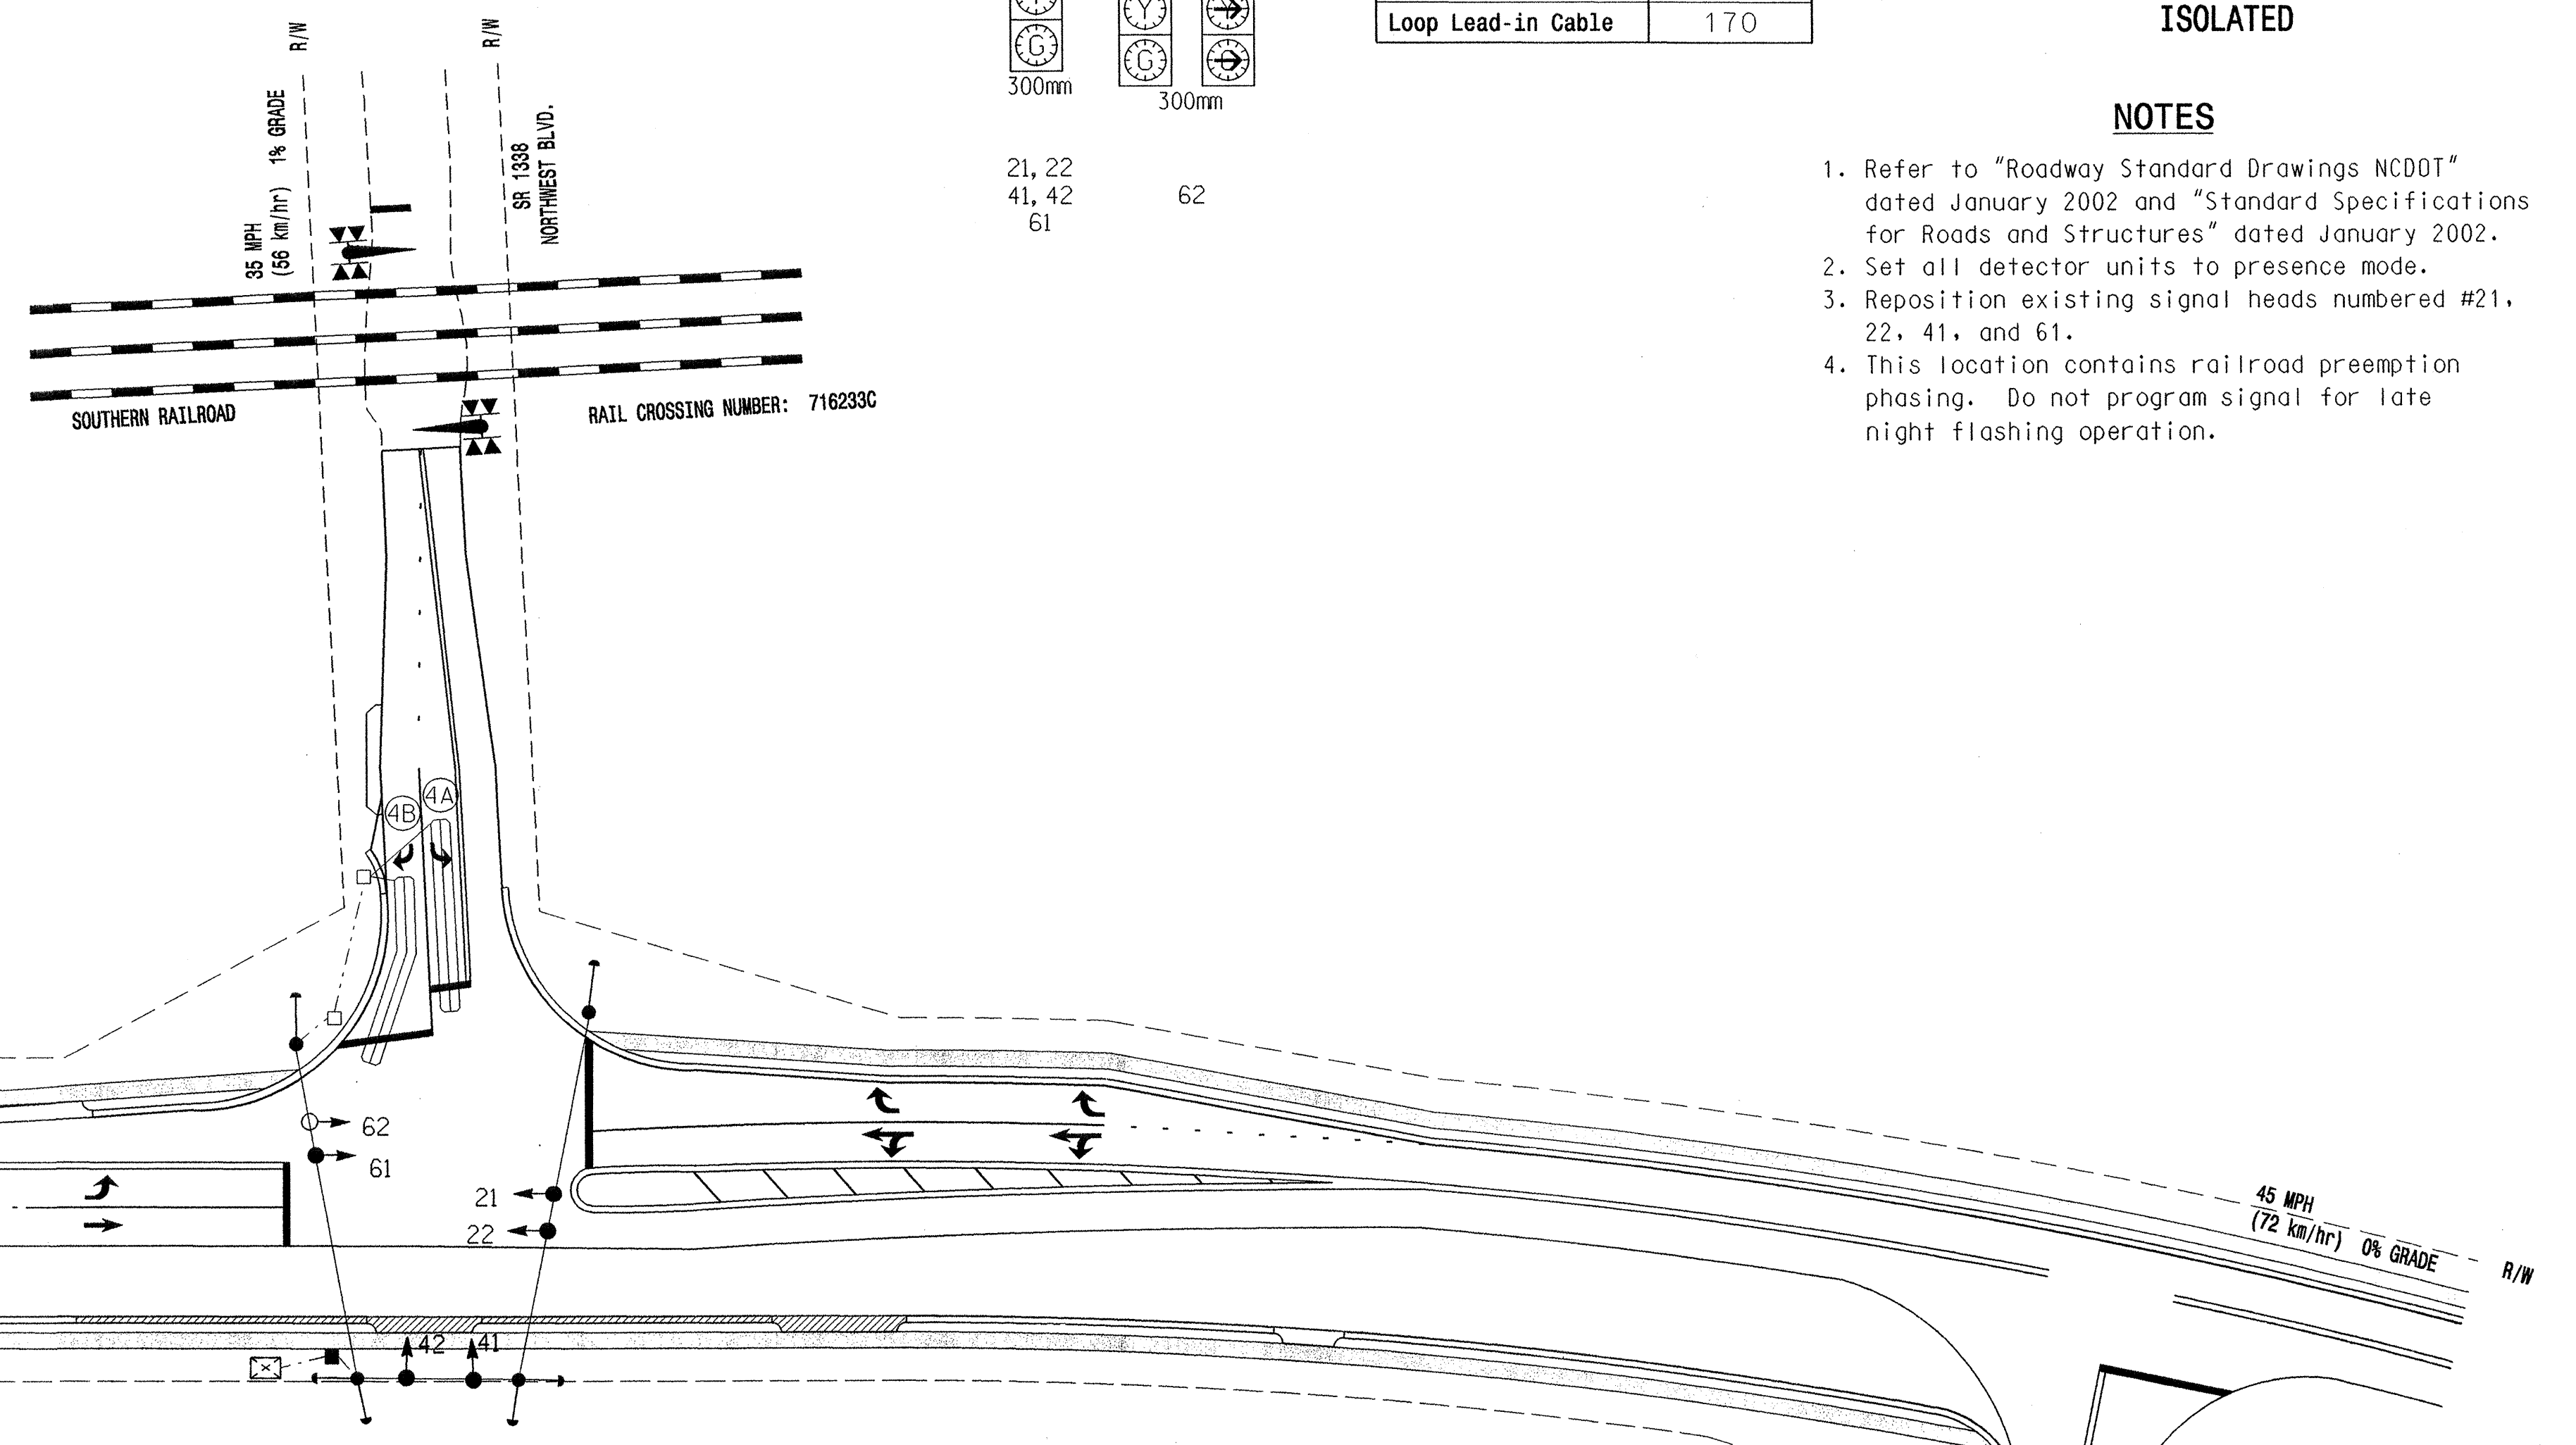 R/W
R/W
35 MPH
(56 km/hr) 1% GRADE
SR 1338
NORTHWEST BLVD.
G
300mm
Y
G
300mm
21, 22
41, 42
61
62
Loop Lead-in Cable 170
ISOLATED
NOTES
1. Refer to "Roadway Standard Drawings NCDOT"
dated January 2002 and "Standard Specifications
for Roads and Structures" dated January 2002.
2. Set all detector units to presence mode.
3. Reposition existing signal heads numbered #21,
22, 41, and 61.
4. This location contains railroad preemption
phasing. Do not program signal for late
night flashing operation.
SOUTHERN RAILROAD
RAIL CROSSING NUMBER: 716233C
4B
4A
62
61
21
22
42
41
45 MPH
(72 km/hr) 0% GRADE
R/W